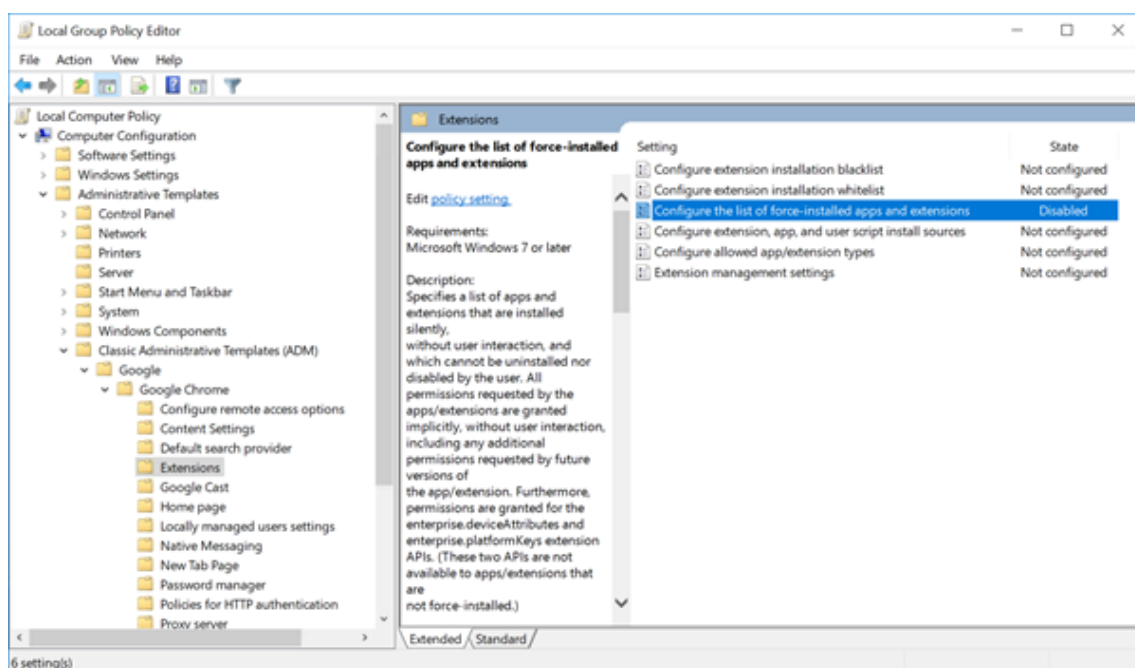 Local Group Policy Editor
File Action View Help
Local Computer Policy
Computer Configuration
Software Settings
Windows Settings
Administrative Templates
Control Panel
Network
Printers
Server
Start Menu and Taskbar
System
Windows Components
Classic Administrative Templates (ADM)
Google
Google Chrome
Configure remote access options
Content Settings
Default search provider
Extensions
Google Cast
Home page
Locally managed users settings
Native Messaging
New Tab Page
Password manager
Policies for HTTP authentication
Proxy server
Extensions
Configure the list of force-installed
apps and extensions
Edit policy setting.
Requirements:
Microsoft Windows 7 or later
Description:
Specifies a list of apps and
extensions that are installed
silently,
without user interaction, and
which cannot be uninstalled nor
disabled by the user. All
permissions requested by the
apps/extensions are granted
implicitly, without user interaction,
including any additional
permissions requested by future
versions of
the app/extension. Furthermore,
permissions are granted for the
enterprise.deviceAttributes and
enterprise.platformKeys extension
APIs. (These two APIs are not
available to apps/extensions that
are
not force-installed.)
Setting State
Configure extension installation blacklist Not configured
Configure extension installation whitelist Not configured
Configure the list of force-installed apps and extensions Disabled
Configure extension, app, and user script install sources Not configured
Configure allowed app/extension types Not configured
Extension management settings Not configured
Extended Standard
6 setting(s)